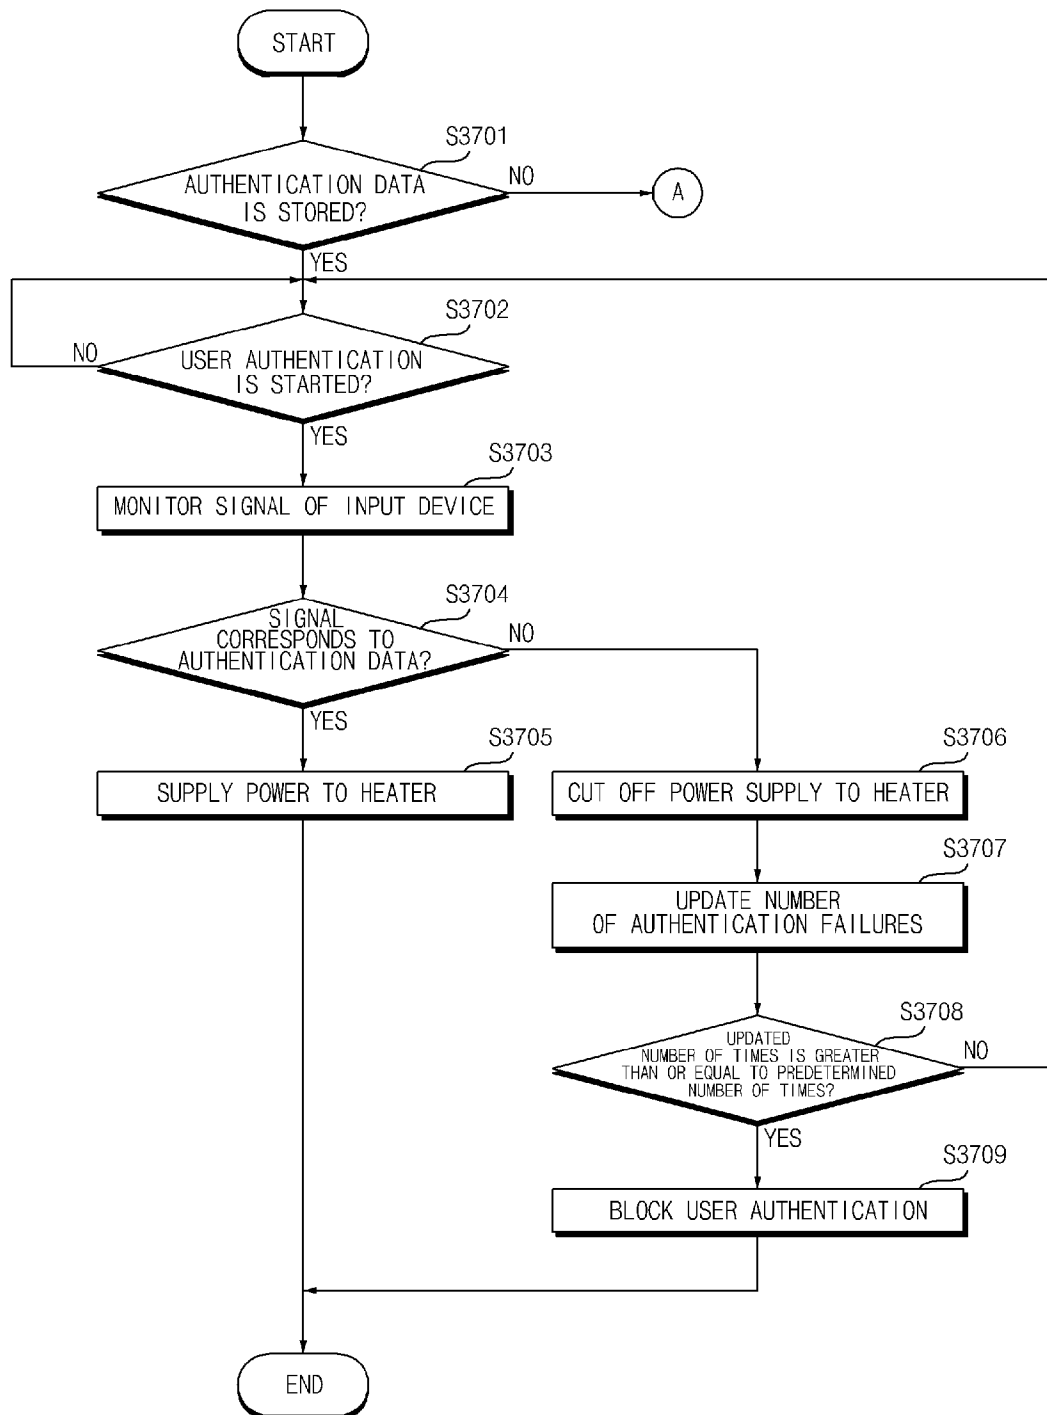 START
S3701
AUTHENTICATION DATA
IS STORED?
NO
A
YES
S3702
USER AUTHENTICATION
IS STARTED?
NO
YES
S3703
MONITOR SIGNAL OF INPUT DEVICE
S3704
SIGNAL
CORRESPONDS TO
AUTHENTICATION DATA?
NO
YES
S3705
SUPPLY POWER TO HEATER
S3706
CUT OFF POWER SUPPLY TO HEATER
S3707
UPDATE NUMBER
OF AUTHENTICATION FAILURES
S3708
UPDATED
NUMBER OF TIMES IS GREATER
THAN OR EQUAL TO PREDETERMINED
NUMBER OF TIMES?
NO
YES
S3709
BLOCK USER AUTHENTICATION
END